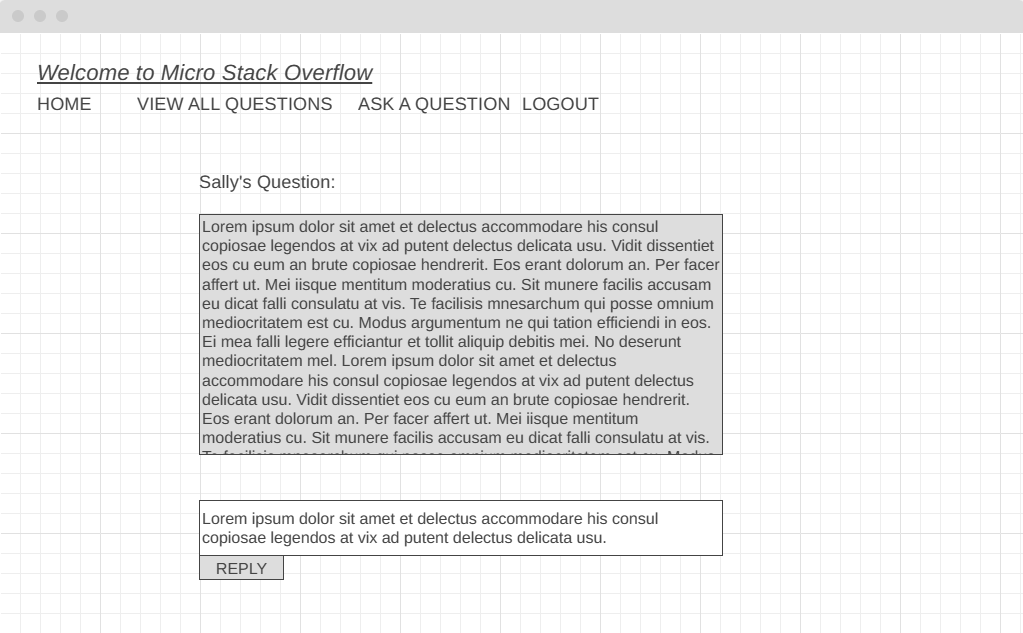 Welcome to Micro Stack Overflow
HOME VIEW ALL QUESTIONS ASK A QUESTION LOGOUT
Sally's Question:
Lorem ipsum dolor sit amet et delectus accommodare his consul
copiosae legendos at vix ad putent delectus delicata usu. Vidit dissentiet
eos cu eum an brute copiosae hendrerit. Eos erant dolorum an. Per facer
affert ut. Mei iisque mentitum moderatius cu. Sit munere facilis accusam
eu dicat falli consulatu at vis. Te facilisis mnesarchum qui posse omnium
mediocritatem est cu. Modus argumentum ne qui tation efficiendi in eos.
Ei mea falli legere efficiantur et tollit aliquip debitis mei. No deserunt
mediocritatem mel. Lorem ipsum dolor sit amet et delectus
accommodare his consul copiosae legendos at vix ad putent delectus
delicata usu. Vidit dissentiet eos cu eum an brute copiosae hendrerit.
Eos erant dolorum an. Per facer affert ut. Mei iisque mentitum
moderatius cu. Sit munere facilis accusam eu dicat falli consulatu at vis.
Lorem ipsum dolor sit amet et delectus accommodare his consul
copiosae legendos at vix ad putent delectus delicata usu.
REPLY